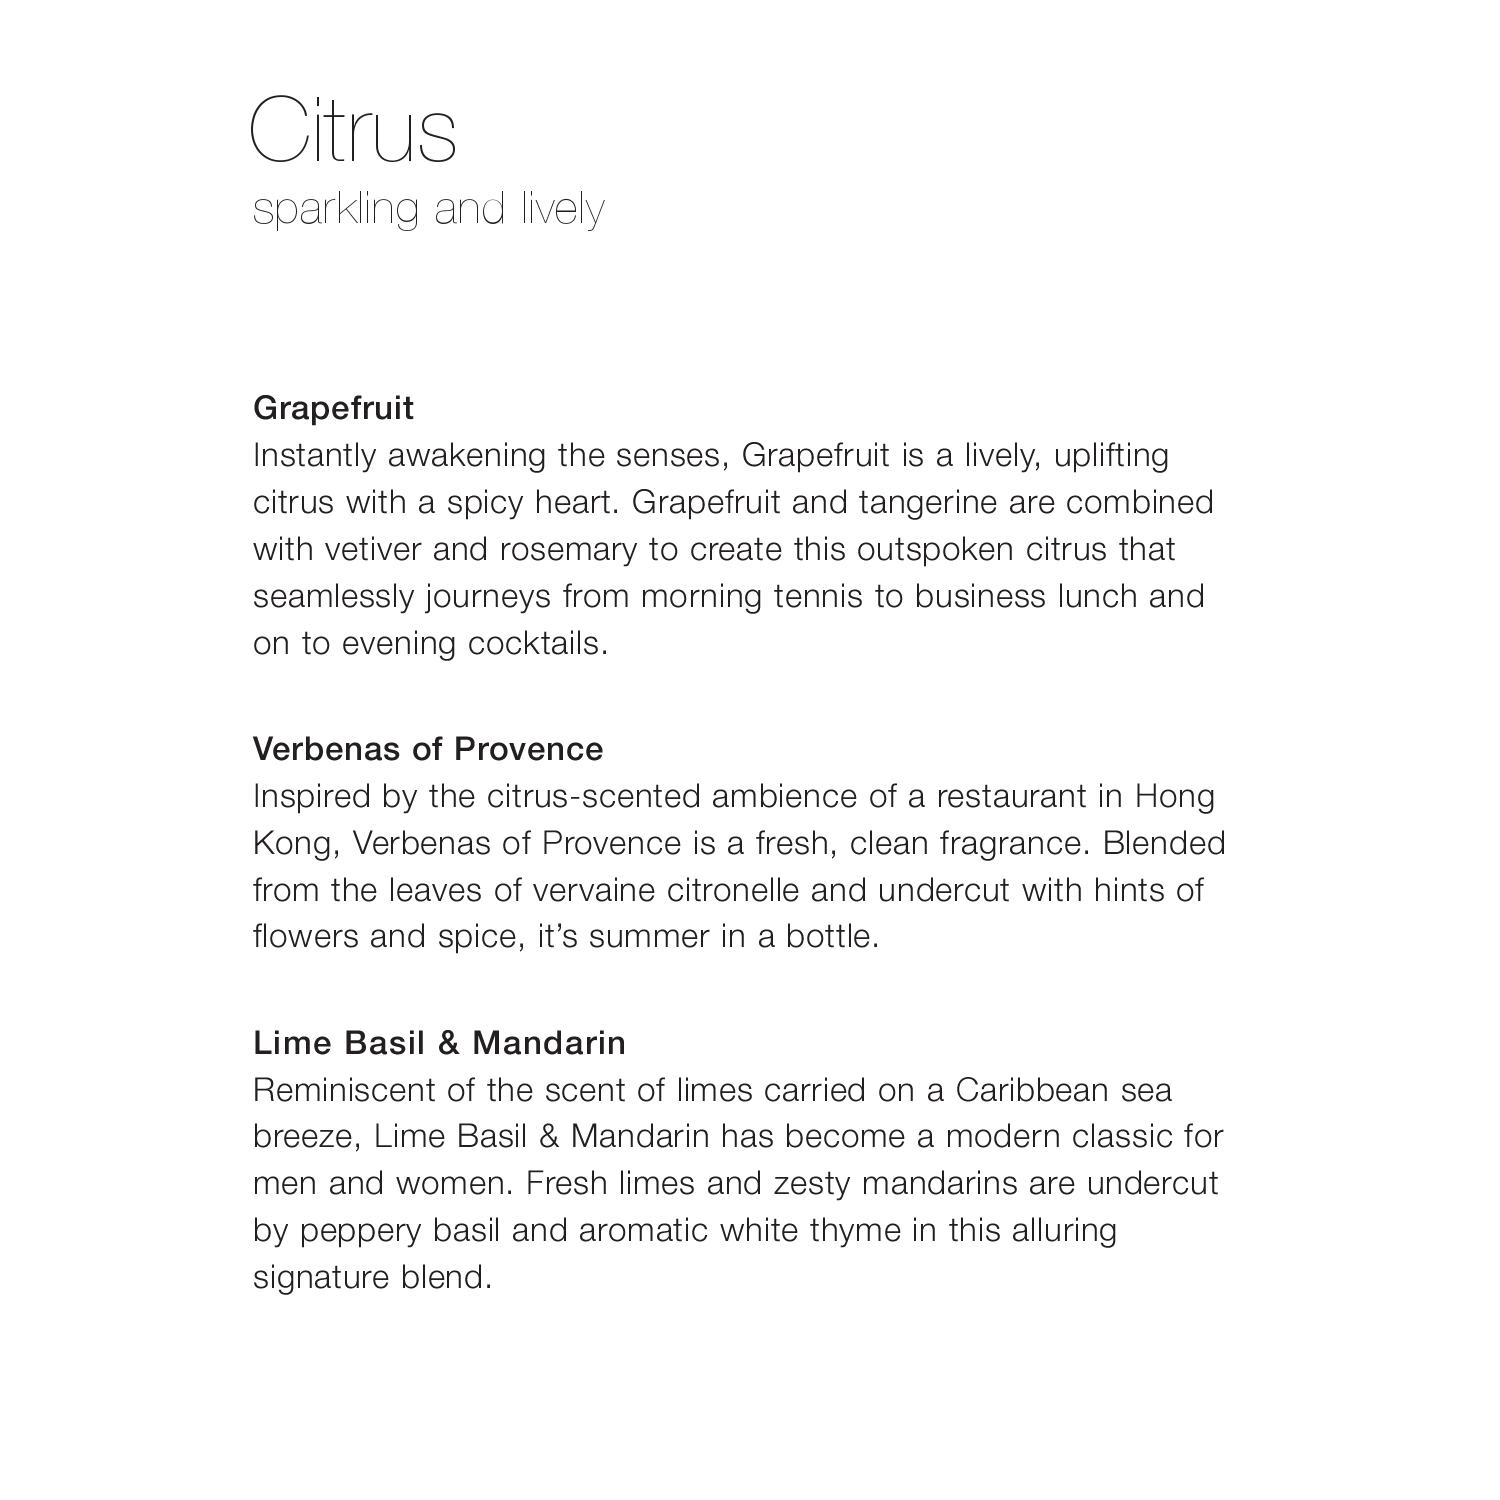 Citrus
sparkling and lively
Grapefruit
Instantly awakening the senses, Grapefruit is a lively, uplifting
citrus with a spicy heart. Grapefruit and tangerine are combined
with vetiver and rosemary to create this outspoken citrus that
seamlessly journeys from morning tennis to business lunch and
on to evening cocktails.
Verbenas of Provence
Inspired by the citrus-scented ambience of a restaurant in Hong
Kong, Verbenas of Provence is a fresh, clean fragrance. Blended
from the leaves of vervaine citronelle and undercut with hints of
flowers and spice, it’s summer in a bottle.
Lime Basil & Mandarin
Reminiscent of the scent of limes carried on a Caribbean sea
breeze, Lime Basil & Mandarin has become a modern classic for
men and women. Fresh limes and zesty mandarins are undercut
by peppery basil and aromatic white thyme in this alluring
signature blend.